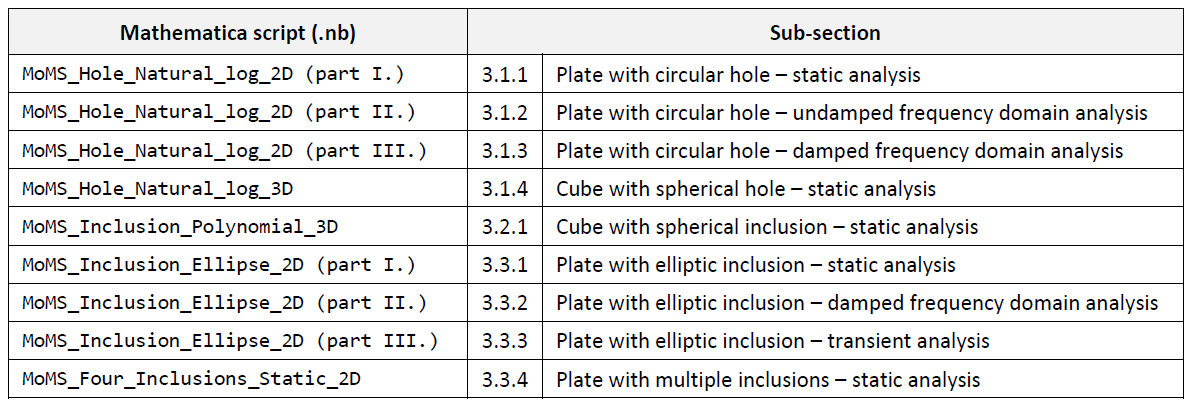 Mathematica script (.nb) Sub-section
MoMS_Hole_Natural_log_2D (part I.) 3.1.1 Plate with circular hole – static analysis
MoMS_Hole_Natural_log_2D (part II.) 3.1.2 Plate with circular hole – undamped frequency domain analysis
MoMS_Hole_Natural_log_2D (part III.) 3.1.3 Plate with circular hole – damped frequency domain analysis
MoMS_Hole_Natural_log_3D 3.1.4 Cube with spherical hole – static analysis
MoMS_Inclusion_Polynomial_3D 3.2.1 Cube with spherical inclusion – static analysis
MoMS_Inclusion_Ellipse_2D (part I.) 3.3.1 Plate with elliptic inclusion – static analysis
MoMS_Inclusion_Ellipse_2D (part II.) 3.3.2 Plate with elliptic inclusion – damped frequency domain analysis
MoMS_Inclusion_Ellipse_2D (part III.) 3.3.3 Plate with elliptic inclusion – transient analysis
MoMS_Four_Inclusions_Static_2D 3.3.4 Plate with multiple inclusions – static analysis